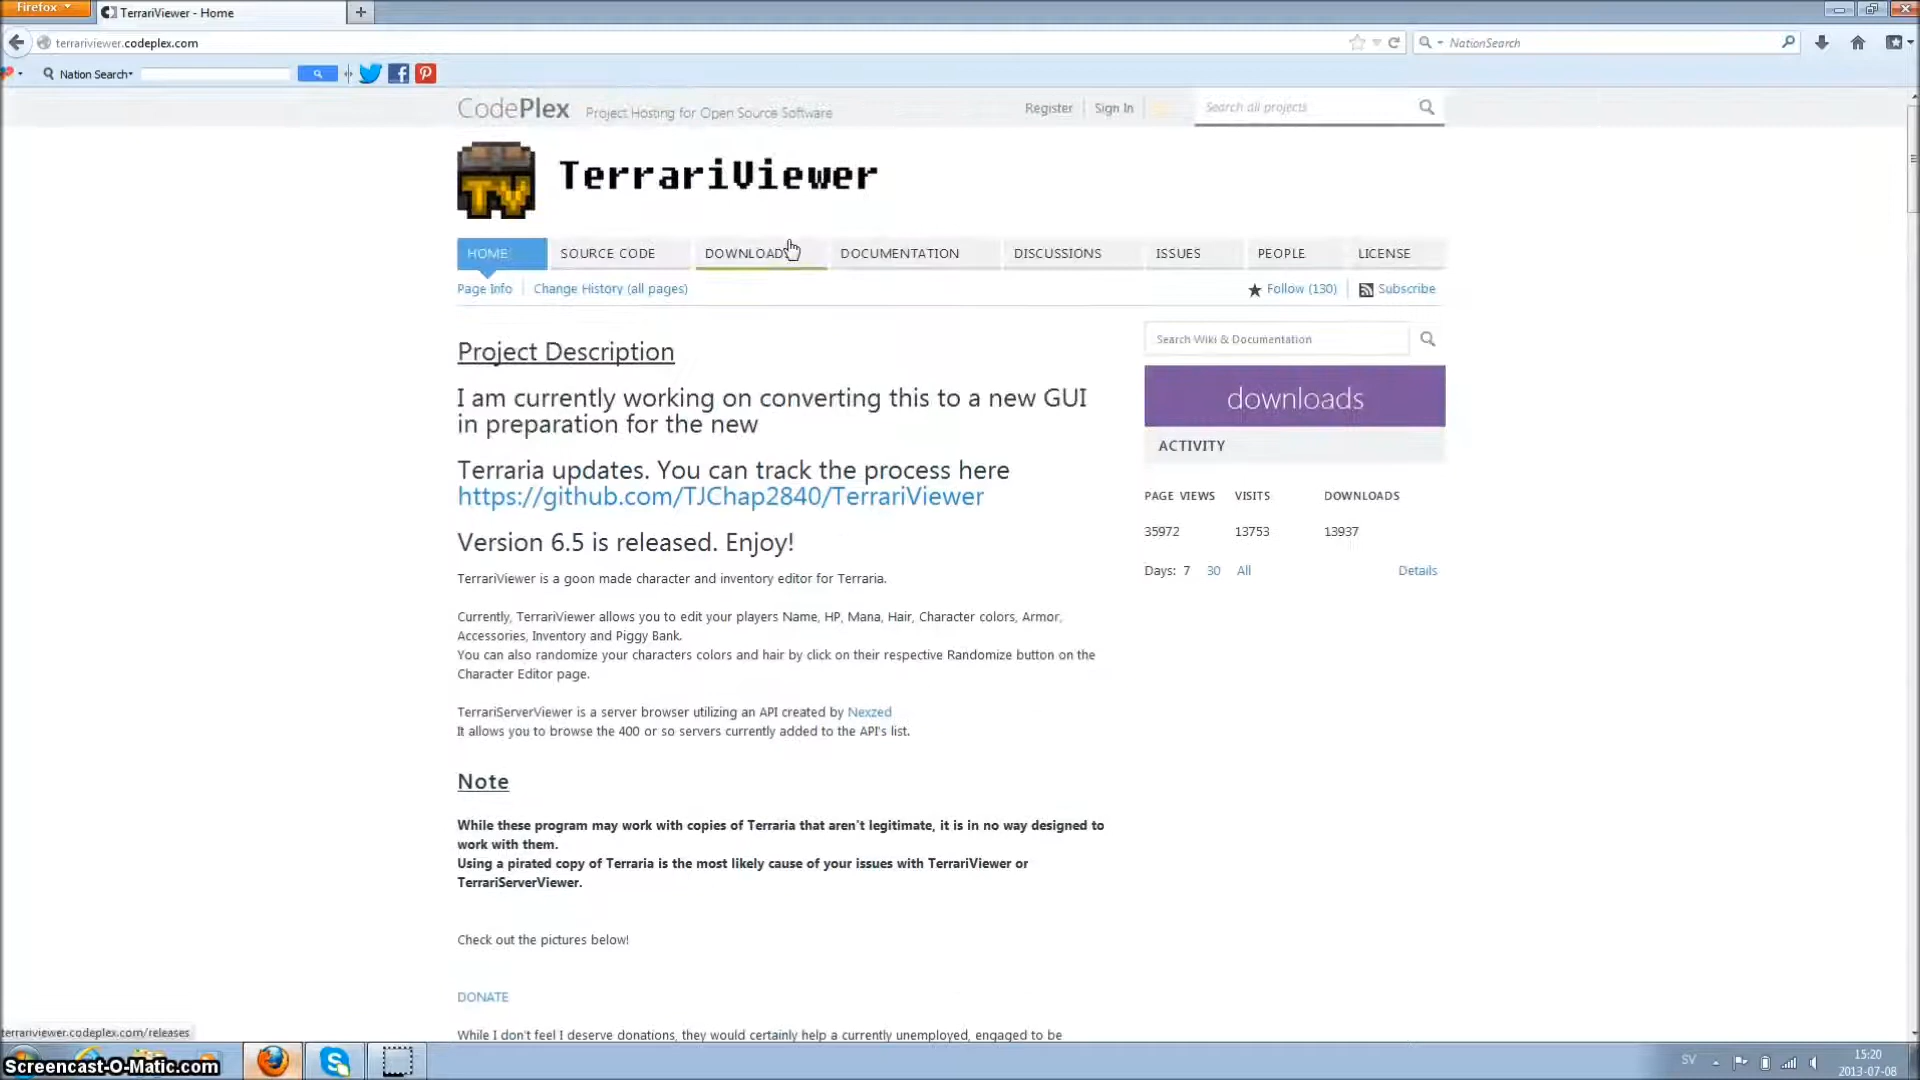 Firefox
TerrariViewer - Home
terrariviewer.codeplex.com
NationSearch
Nation Search
CodePlex Project Hosting for Open Source Software
Register Sign In
Search all projects
TV
TerrariViewer
HOME SOURCE CODE DOWNLOADS DOCUMENTATION DISCUSSIONS ISSUES PEOPLE LICENSE
Page Info Change History (all pages)
Follow (130) Subscribe
Project Description
Search Wiki & Documentation
I am currently working on converting this to a new GUI
in preparation for the new
downloads
ACTIVITY
Terraria updates. You can track the process here
https://github.com/TJChap2840/TerrariViewer
PAGE VIEWS VISITS DOWNLOADS
35972 13753 13937
Version 6.5 is released. Enjoy!
Days: 7 30 All Details
TerrariViewer is a goon made character and inventory editor for Terraria.
Currently, TerrariViewer allows you to edit your players Name, HP, Mana, Hair, Character colors, Armor,
Accessories, Inventory and Piggy Bank.
You can also randomize your characters colors and hair by click on their respective Randomize button on the
Character Editor page.
TerrariServerViewer is a server browser utilizing an API created by Nexzed
It allows you to browse the 400 or so servers currently added to the API's list.
Note
While these program may work with copies of Terraria that aren't legitimate, it is in no way designed to
work with them.
Using a pirated copy of Terraria is the most likely cause of your issues with TerrariViewer or
TerrariServerViewer.
Check out the pictures below!
DONATE
While I don't feel I deserve donations, they would certainly help a currently unemployed, engaged to be
terrariviewer.codeplex.com/releases
Screencast-O-Matic.com
SV
15:20
2013-07-08